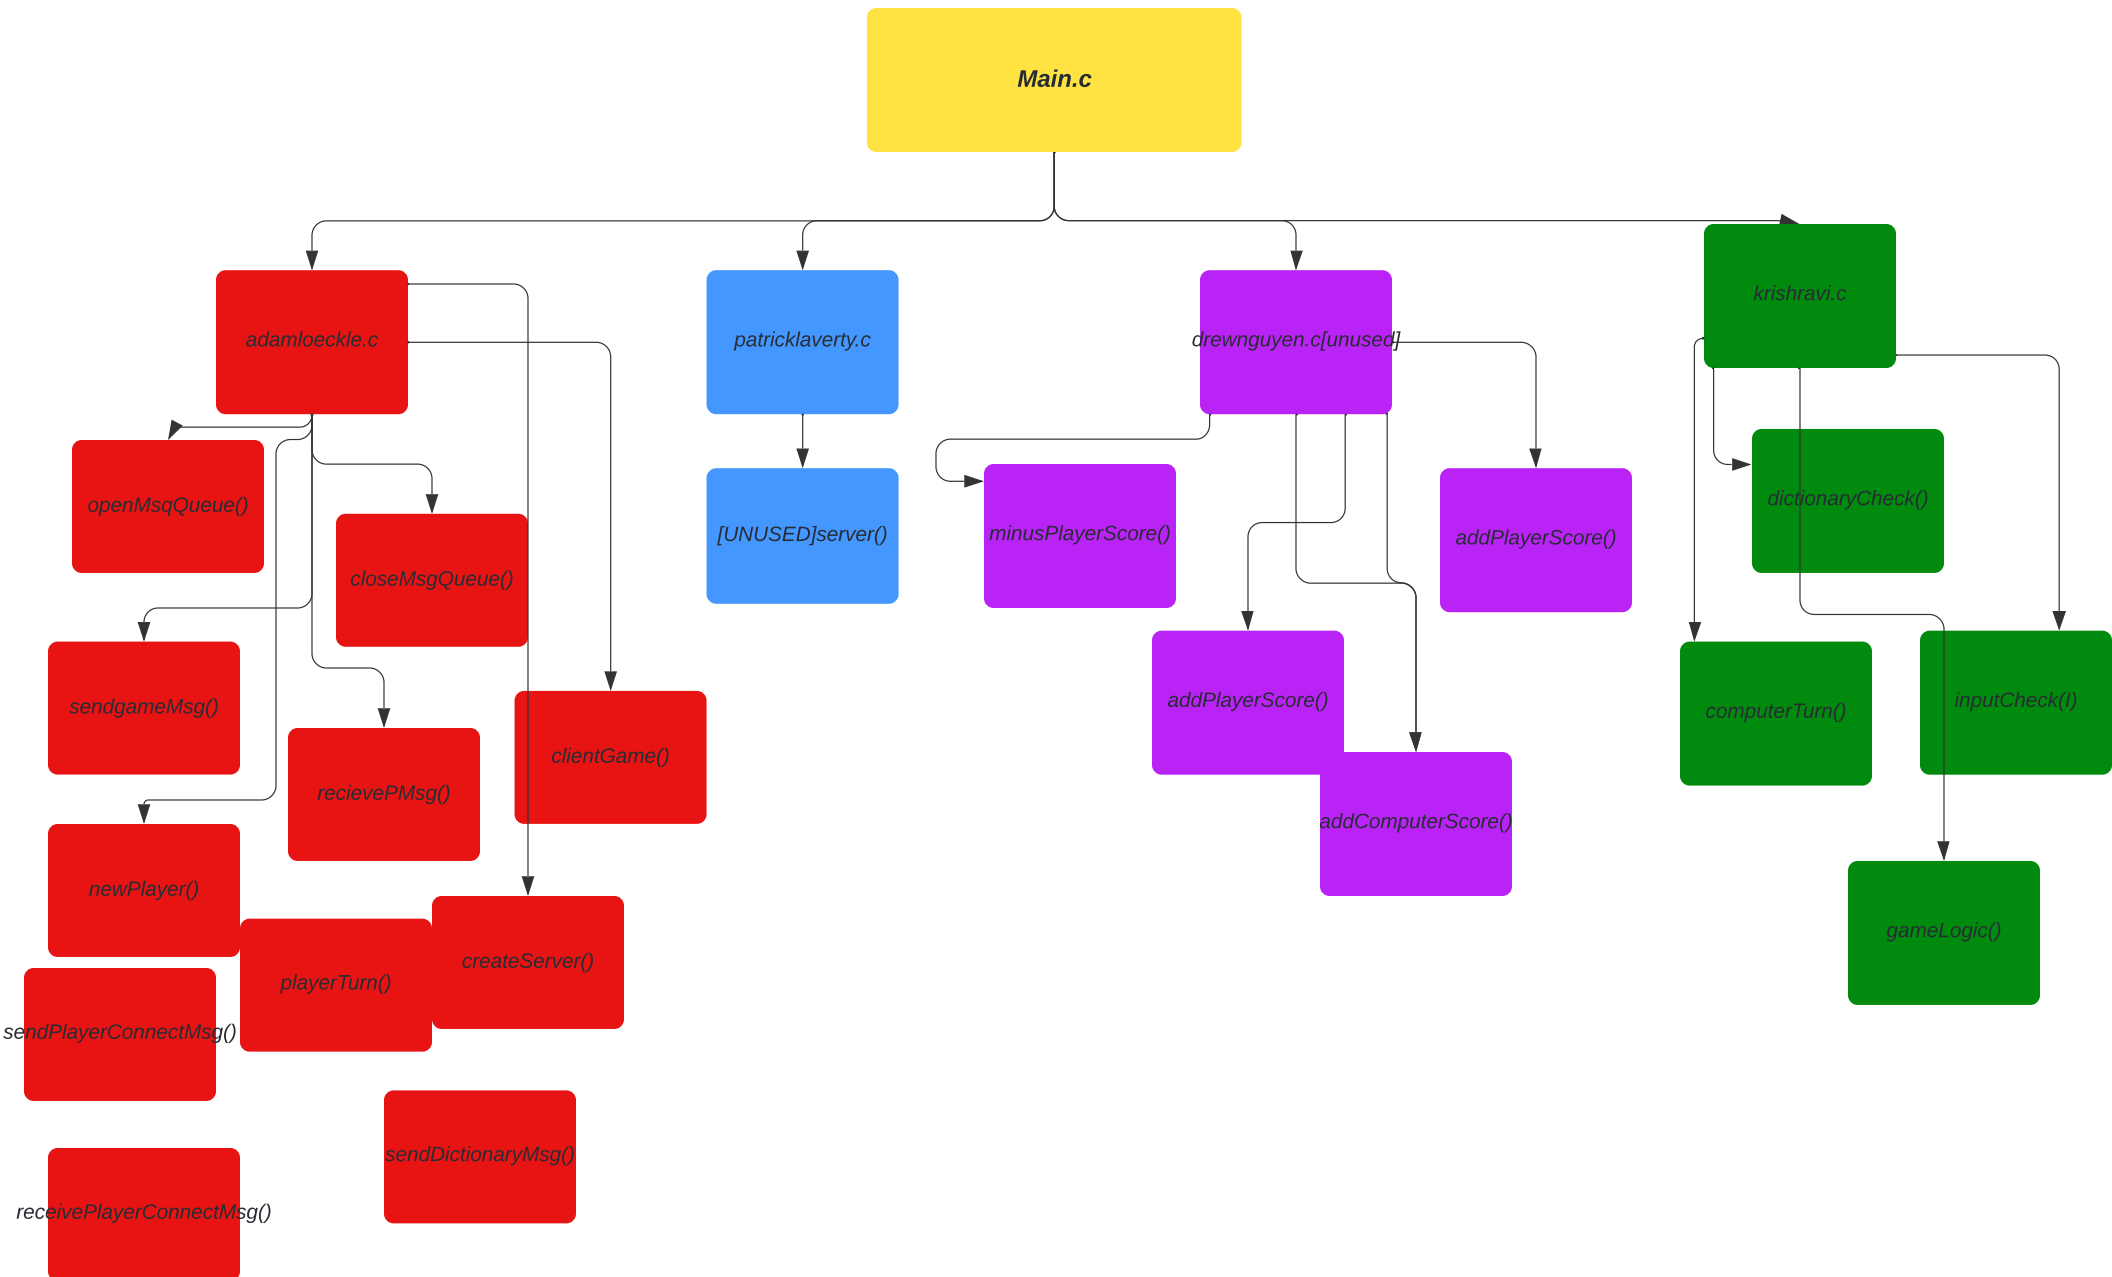 Main.c
adamloeckle.c
patricklaverty.c
drewnguyen.c[unused]
krishravi.c
openMsqQueue()
closeMsgQueue()
[UNUSED]server()
minusPlayerScore()
addPlayerScore()
dictionaryCheck()
sendgameMsg()
recievePMsg()
clientGame()
addPlayerScore()
addComputerScore()
computerTurn()
inputCheck(I)
newPlayer()
playerTurn()
createServer()
gameLogic()
sendPlayerConnectMsg()
sendDictionaryMsg()
receivePlayerConnectMsg()